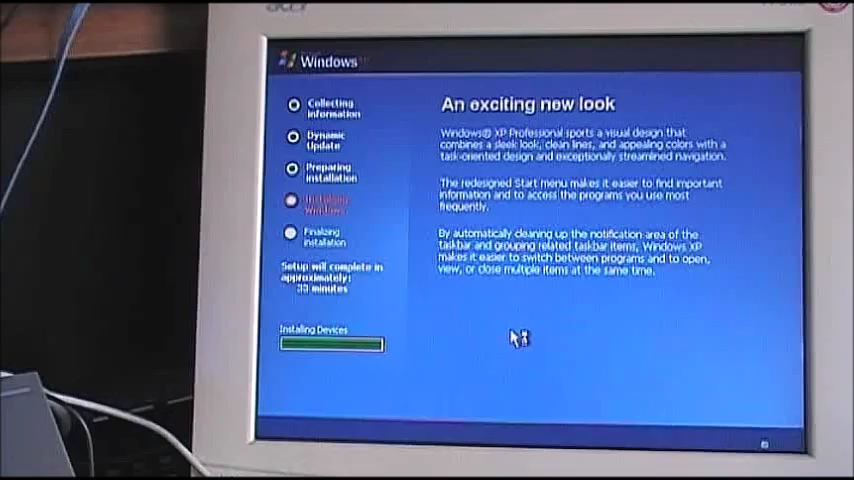 acer
Windows
Collecting
information
Dynamic
Update
Preparing
installation
Installing
Windows
Finalizing
installation
Setup will complete in
approximately:
33 minutes
Installing Devices
An exciting new look
Windows® XP Professional sports a visual design that
combines a sleek look, clean lines, and appealing colors with a
task-oriented design and exceptionally streamlined navigation.
The redesigned Start menu makes it easier to find important
information and to access the programs you use most
frequently.
By automatically cleaning up the notification area of the
taskbar and grouping related taskbar items, Windows XP
makes it easier to switch between programs and to open,
view, or close multiple items at the same time.